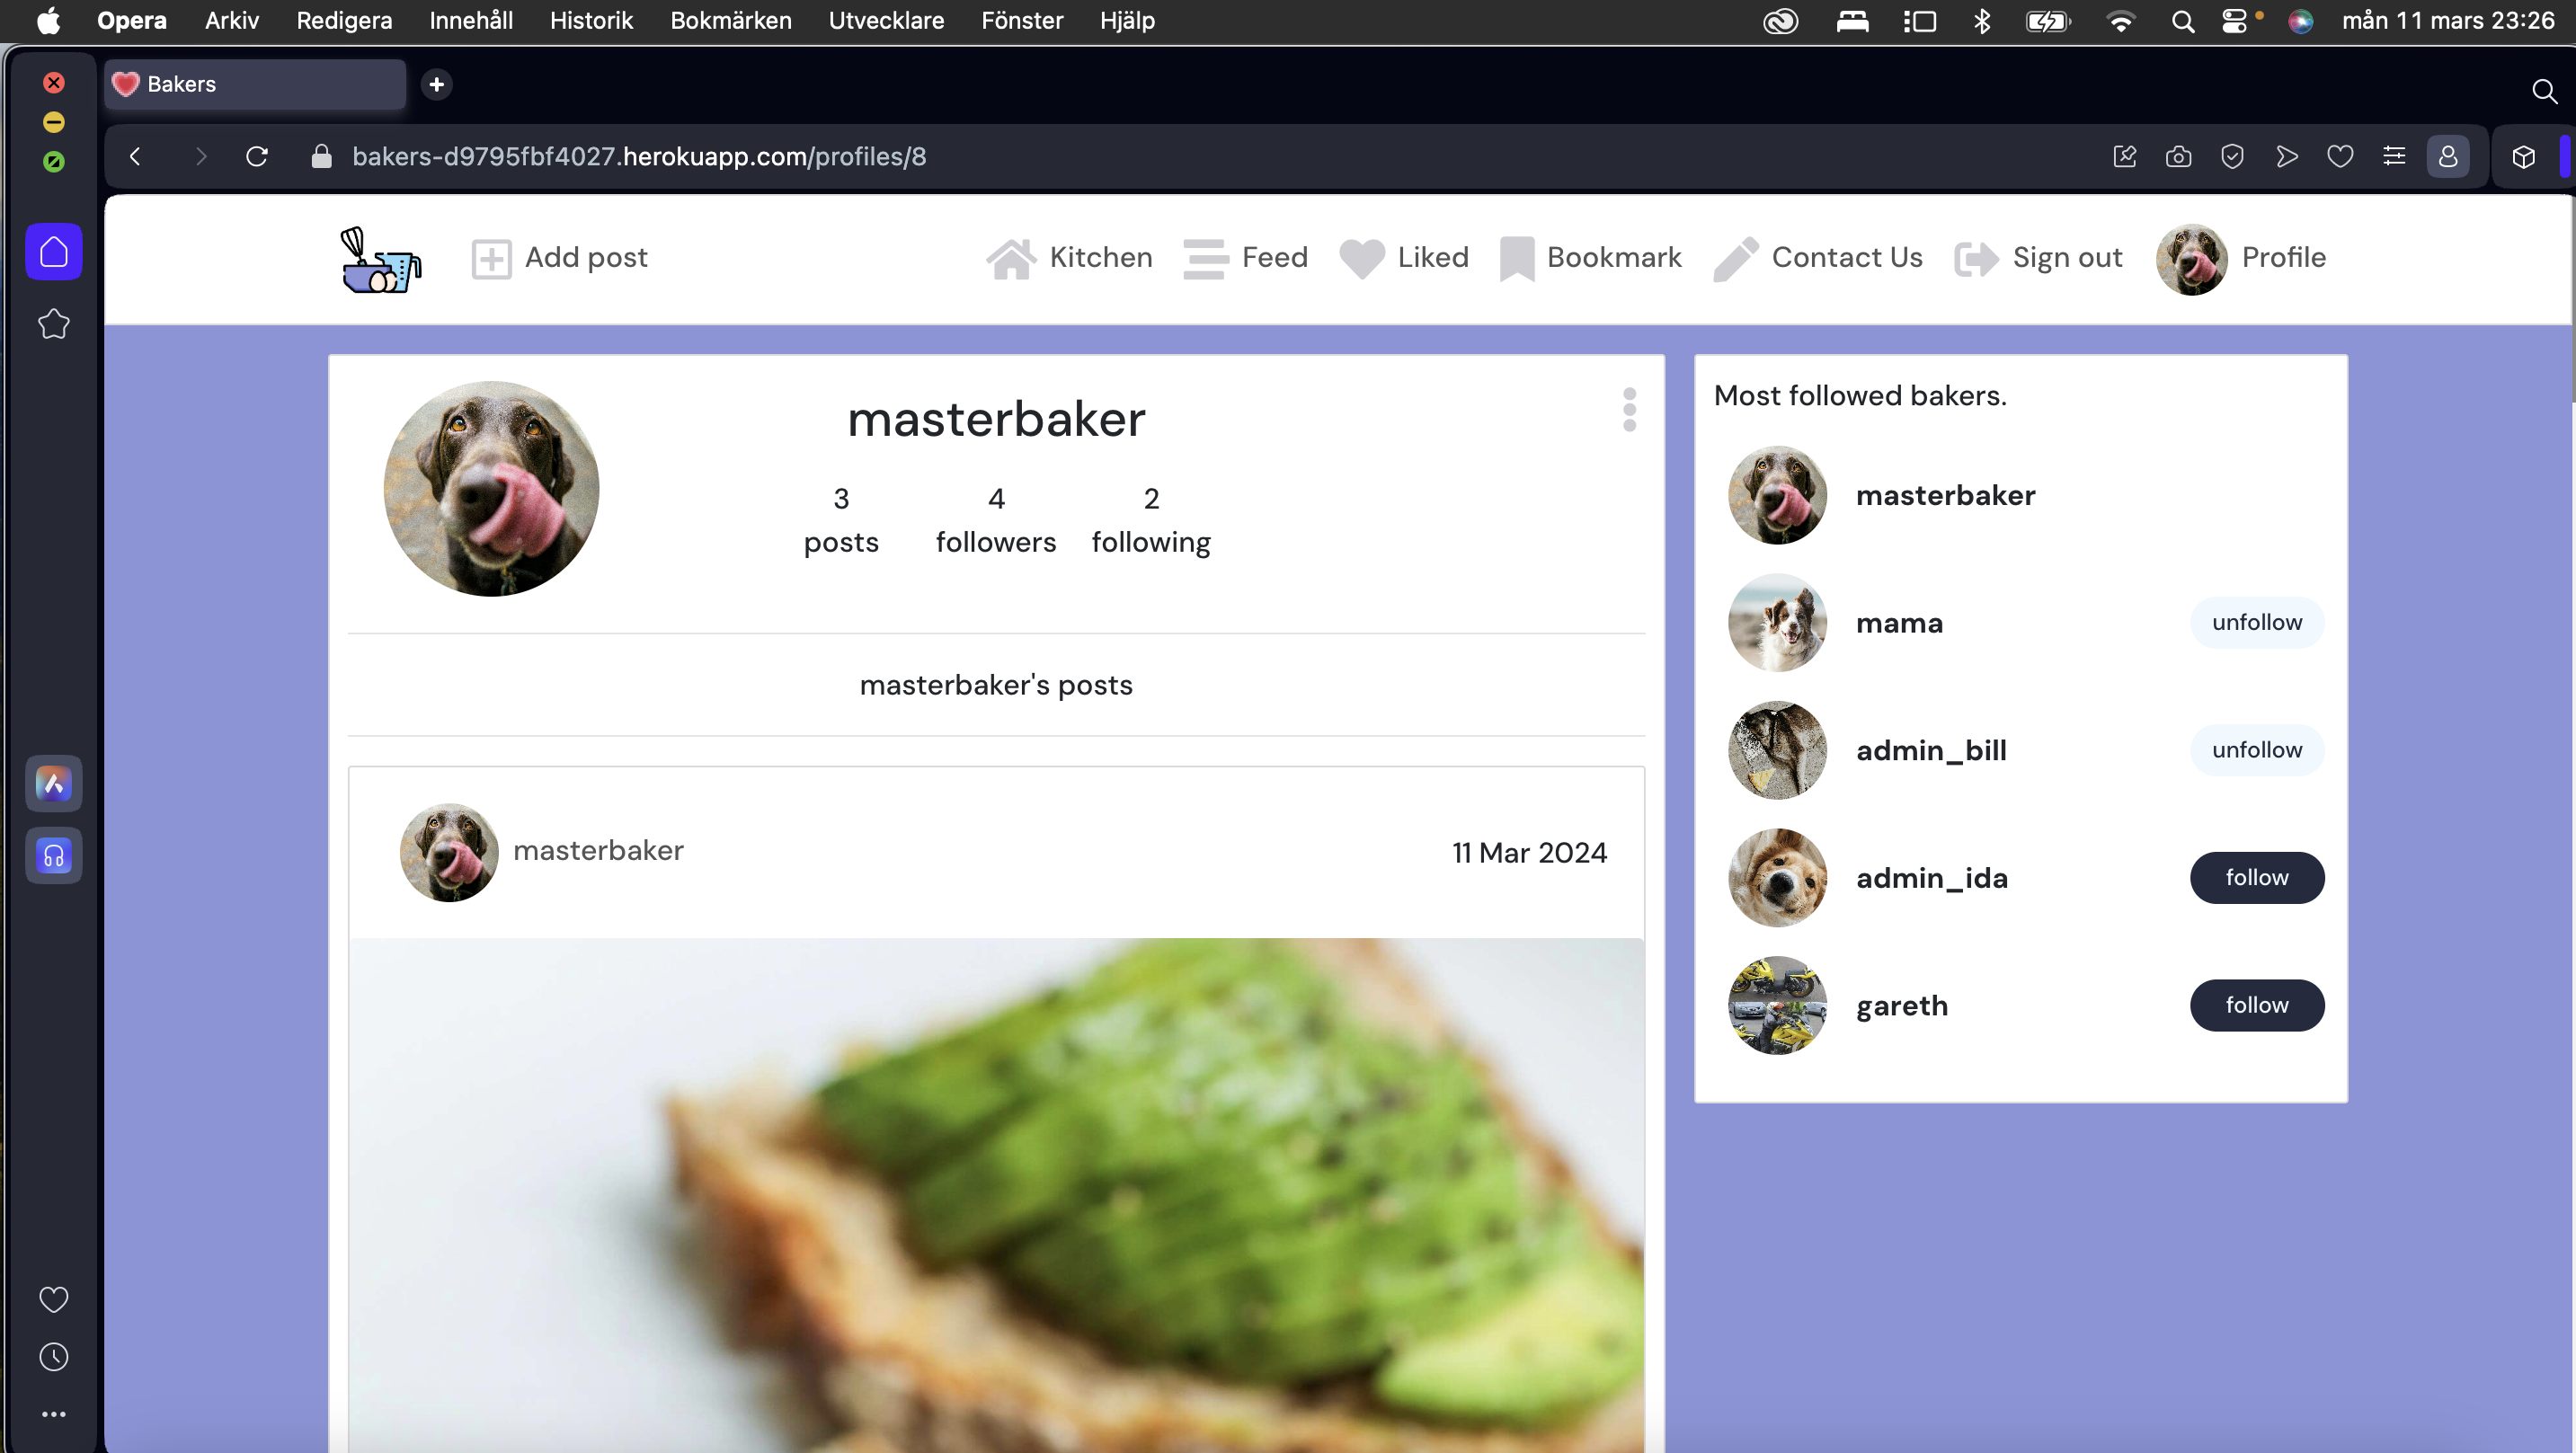 Opera Arkiv Redigera Innehåll Historik Bokmärken Utvecklare Fönster Hjälp mån 11 mars 23:26
Bakers
bakers-d9795fbf4027.herokuapp.com/profiles/8
Add post Kitchen Feed Liked Bookmark Contact Us Sign out Profile
masterbaker
3 4 2
posts followers following
masterbaker's posts
masterbaker 11 Mar 2024
Most followed bakers.
masterbaker
mama unfollow
admin_bill unfollow
admin_ida follow
gareth follow